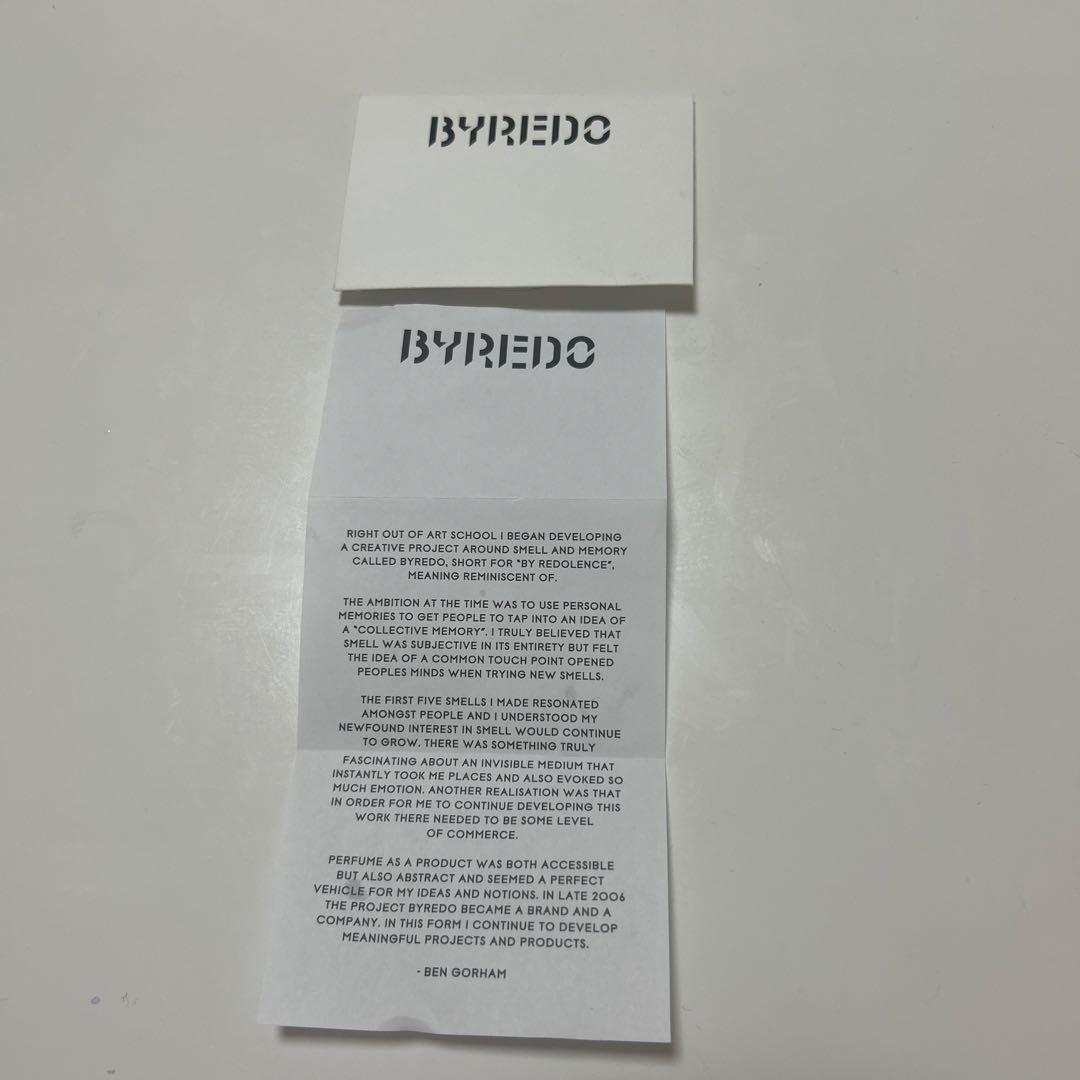 BYREDO
BYREDO
RIGHT OUT OF ART SCHOOL I BEGAN DEVELOPING
A CREATIVE PROJECT AROUND SMELL AND MEMORY
CALLED BYREDO, SHORT FOR "BY REDOLENCE",
MEANING REMINISCENT OF.
THE AMBITION AT THE TIME WAS TO USE PERSONAL
MEMORIES TO GET PEOPLE TO TAP INTO AN IDEA OF
A "COLLECTIVE MEMORY". I TRULY BELIEVED THAT
SMELL WAS SUBJECTIVE IN ITS ENTIRETY BUT FELT
THE IDEA OF A COMMON TOUCH POINT OPENED
PEOPLES MINDS WHEN TRYING NEW SMELLS.
THE FIRST FIVE SMELLS I MADE RESONATED
AMONGST PEOPLE AND I UNDERSTOOD MY
NEWFOUND INTEREST IN SMELL WOULD CONTINUE
TO GROW. THERE WAS SOMETHING TRULY
FASCINATING ABOUT AN INVISIBLE MEDIUM THAT
INSTANTLY TOOK ME PLACES AND ALSO EVOKED SO
MUCH EMOTION. ANOTHER REALISATION WAS THAT
IN ORDER FOR ME TO CONTINUE DEVELOPING THIS
WORK THERE NEEDED TO BE SOME LEVEL
OF COMMERCE.
PERFUME AS A PRODUCT WAS BOTH ACCESSIBLE
BUT ALSO ABSTRACT AND SEEMED A PERFECT
VEHICLE FOR MY IDEAS AND NOTIONS. IN LATE 2006
THE PROJECT BYREDO BECAME A BRAND AND A
COMPANY. IN THIS FORM I CONTINUE TO DEVELOP
MEANINGFUL PROJECTS AND PRODUCTS.
- BEN GORHAM